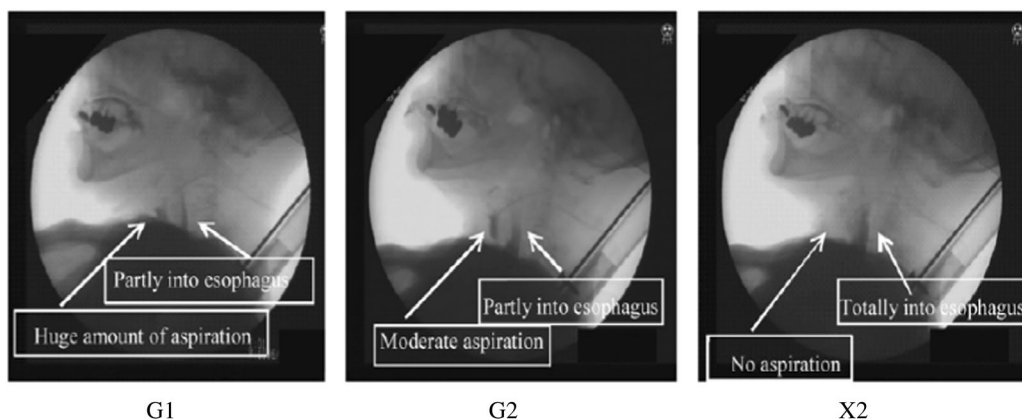 Partly into esophagus
Huge amount of aspiration
G1
Partly into esophagus
Moderate aspiration
G2
Totally into esophagus
No aspiration
X2